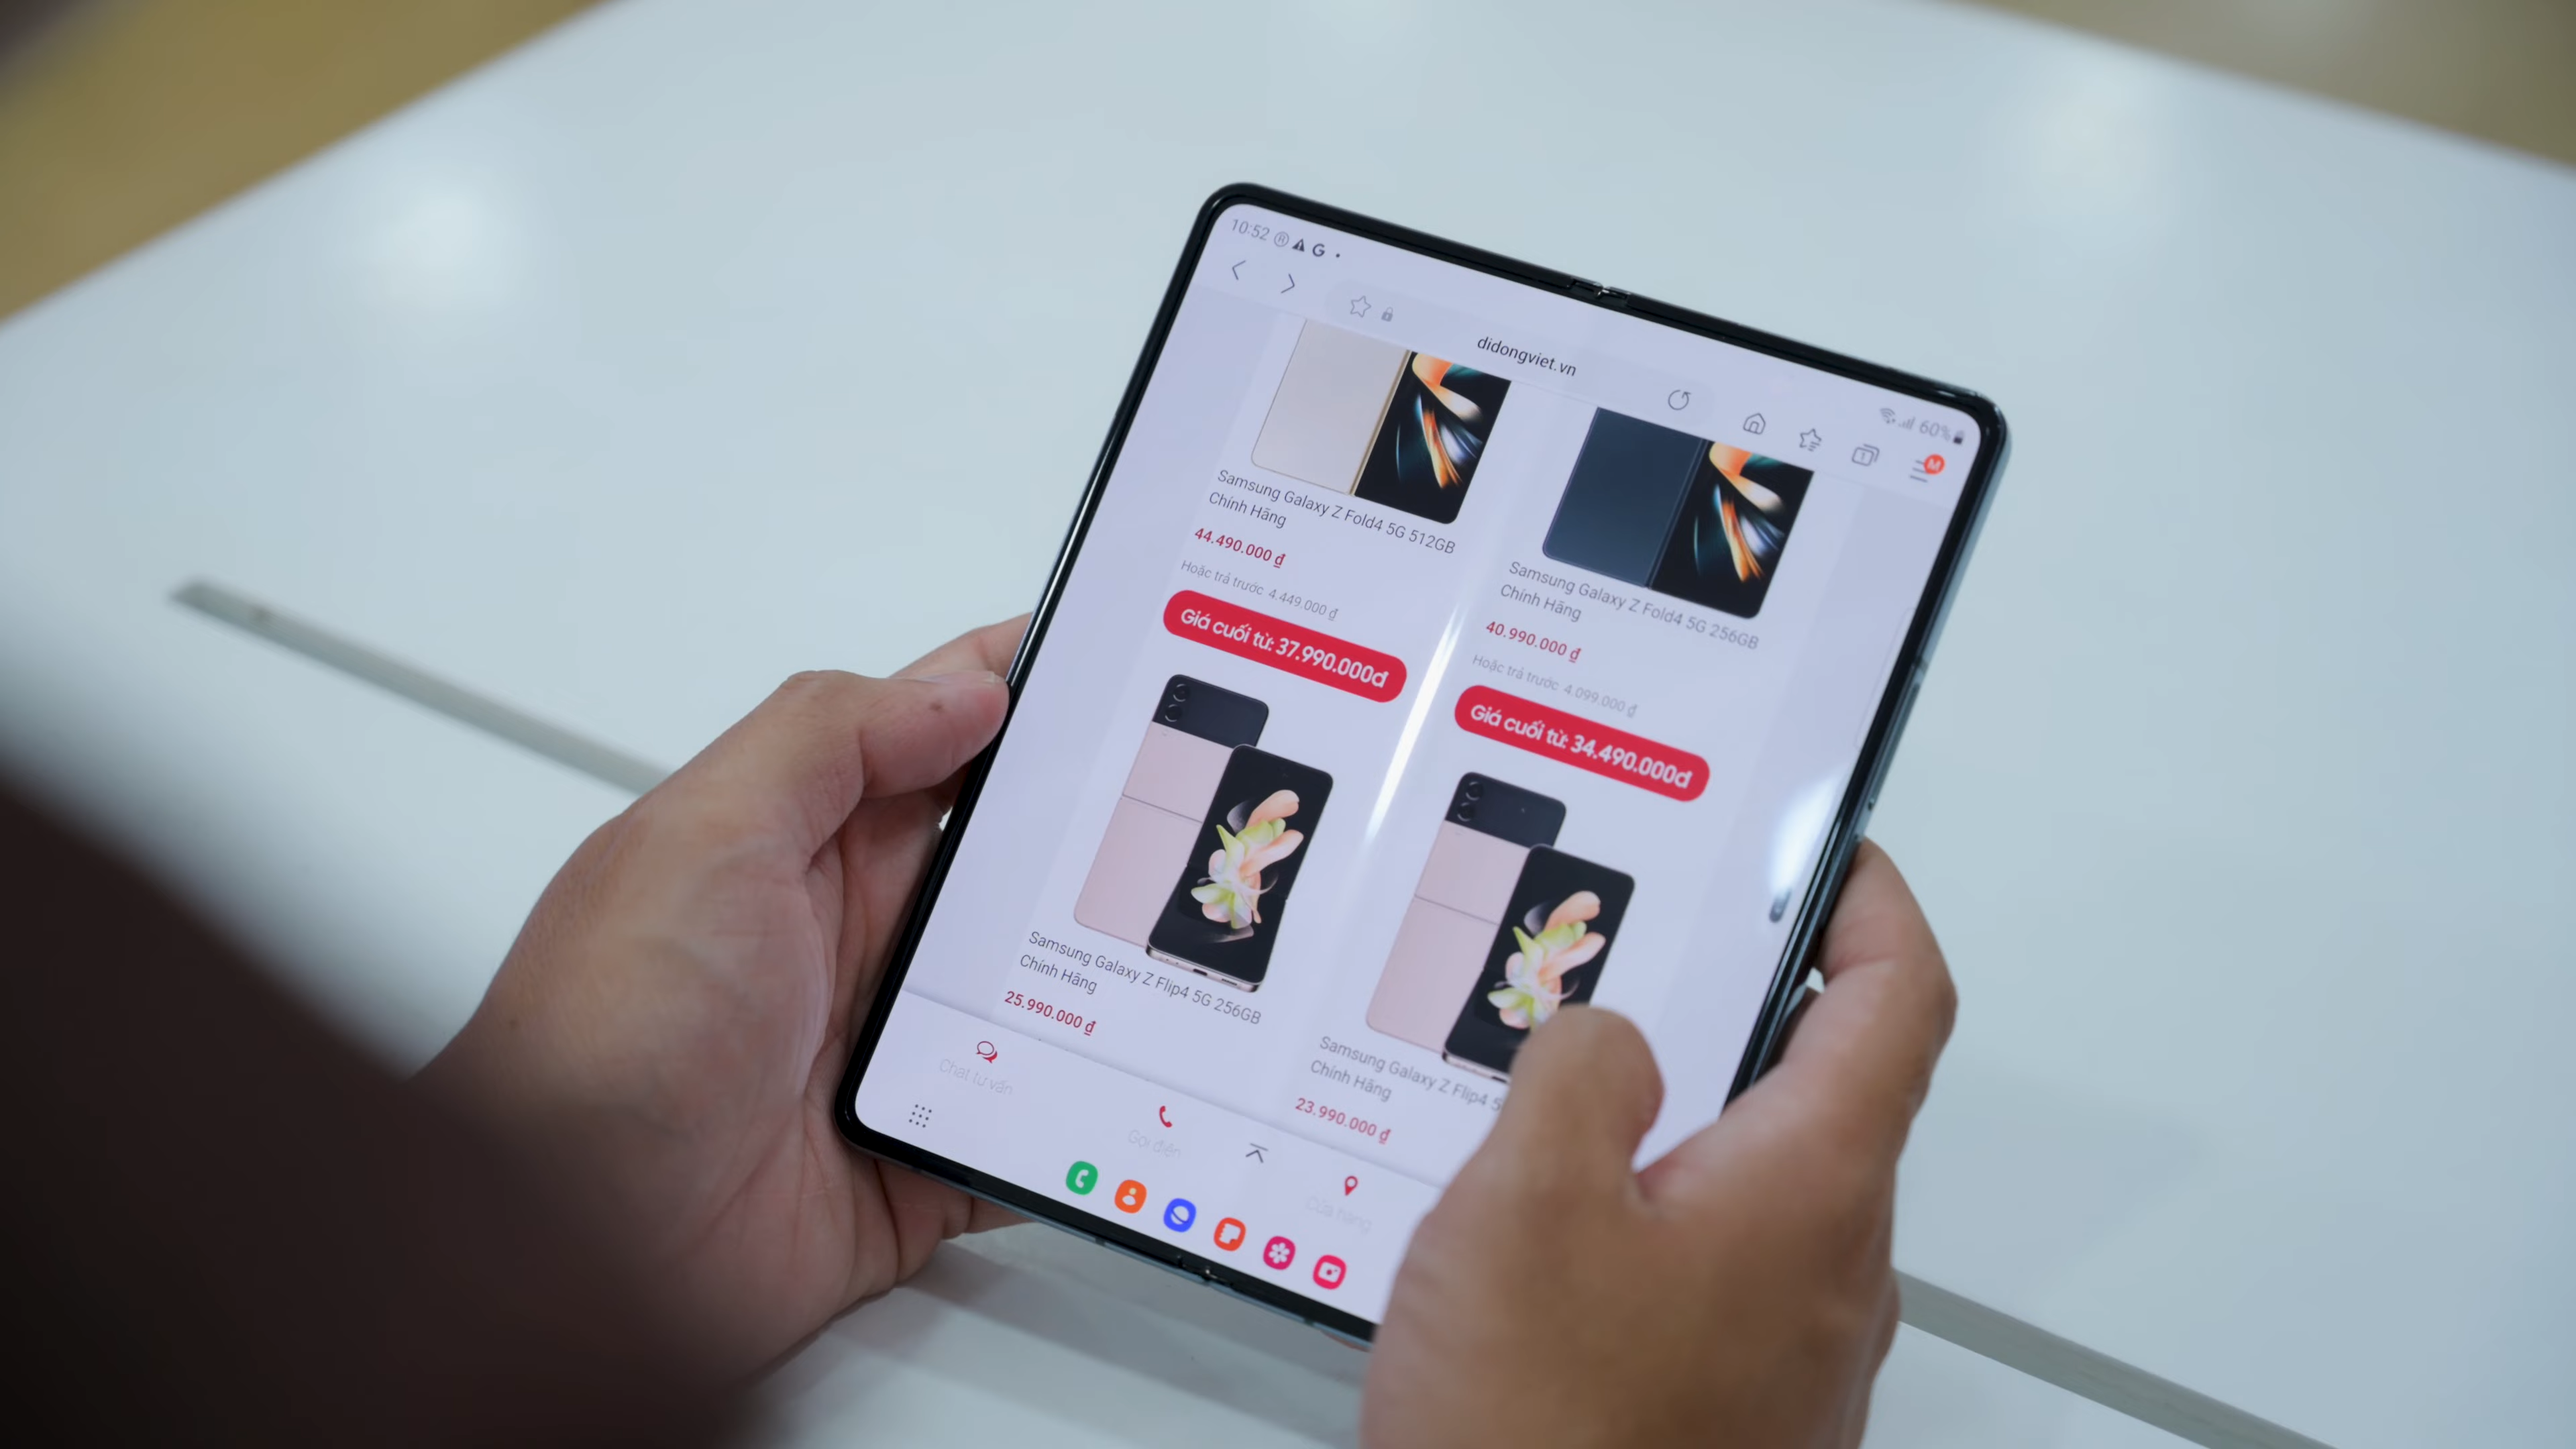 10:52
didongviet.vn
60%
Samsung Galaxy Z Fold4 5G 512GB
Chính Hãng
44.490.000 ₫
Hoặc trả trước 4.449.000 ₫
Giá cuối từ: 37.990.000đ
Samsung Galaxy Z Fold4 5G 256GB
Chính Hãng
40.990.000 ₫
Hoặc trả trước 4.099.000 ₫
Giá cuối từ: 34.490.000đ
Samsung Galaxy Z Flip4 5G 256GB
Chính Hãng
25.990.000 ₫
Samsung Galaxy Z Flip4
Chính Hãng
23.990.000 ₫
Chat tư vấn
Gọi điện
Cửa hàng